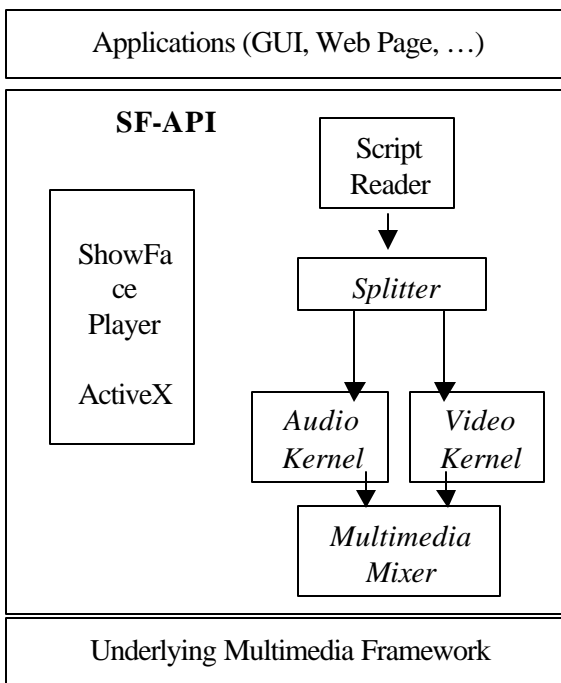 Applications (GUI, Web Page, …)
SF-API
Script
Reader
ShowFa
ce
Player
ActiveX
Splitter
Audio
Kernel
Video
Kernel
Multimedia
Mixer
Underlying Multimedia Framework